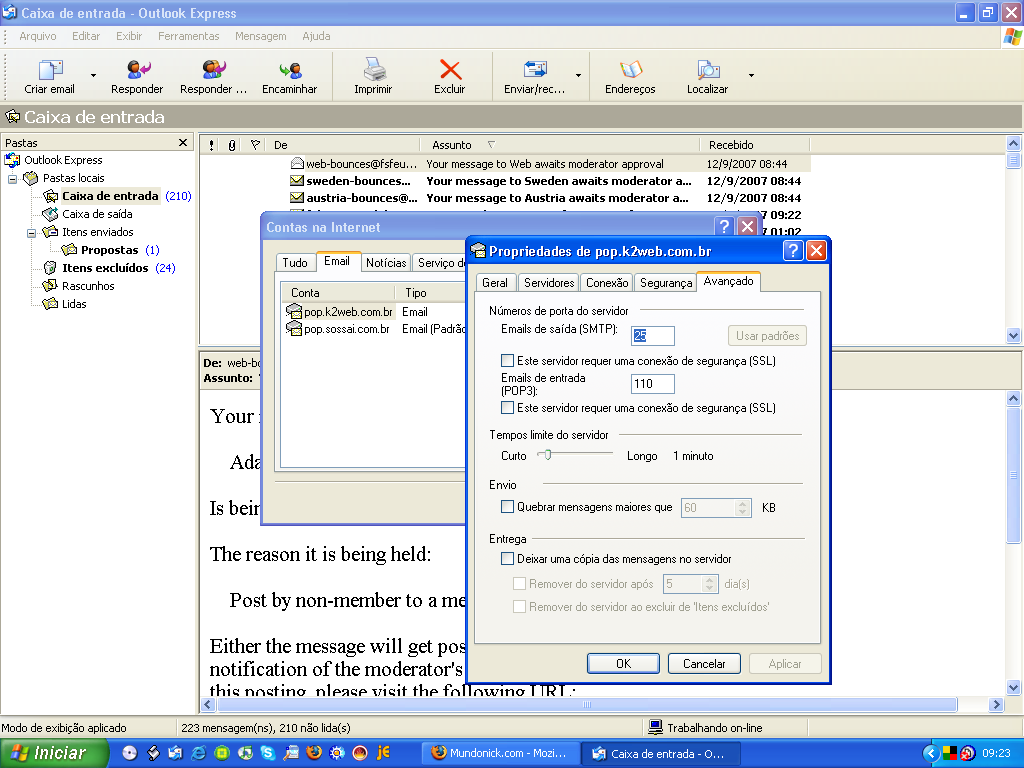 Caixa de entrada - Outlook Express
Arquivo Editar Exibir Ferramentas Mensagem Ajuda
Criar email Responder Responder ... Encaminhar Imprimir Excluir Enviar/rec... Endereços Localizar
Caixa de entrada
Pastas
Outlook Express
Pastas locais
Caixa de entrada (210)
Caixa de saída
Itens enviados
Propostas (1)
Itens excluídos (24)
Rascunhos
Lidas
! De Assunto Recebido
web-bounces@fsfeu... Your message to Web awaits moderator approval 12/9/2007 08:44
sweden-bounces... Your message to Sweden awaits moderator a... 12/9/2007 08:44
austria-bounces@... Your message to Austria awaits moderator a... 12/9/2007 08:44
09:22
01:02
De: web-bo
Assunto:
Your
Ada
Is bein
The reason it is being held:
Post by non-member to a me
Either the message will get pos
notification of the moderator's
this posting, please visit the following URL:
Contas na Internet
Tudo Email Notícias Serviço de
Conta Tipo
pop.k2web.com.br Email
pop.sossai.com.br Email (Padrão
Propriedades de pop.k2web.com.br
Geral Servidores Conexão Segurança Avançado
Números de porta do servidor
Emails de saída (SMTP): 25 Usar padrões
Este servidor requer uma conexão de segurança (SSL)
Emails de entrada
(POP3): 110
Este servidor requer uma conexão de segurança (SSL)
Tempos limite do servidor
Curto Longo 1 minuto
Envio
Quebrar mensagens maiores que 60 KB
Entrega
Deixar uma cópia das mensagens no servidor
Remover do servidor após 5 dia(s)
Remover do servidor ao excluir de 'Itens excluídos'
OK Cancelar Aplicar
Modo de exibição aplicado 223 mensagem(ns), 210 não lida(s) Trabalhando on-line
Iniciar Mundonick.com - Mozi... Caixa de entrada - O... 09:23